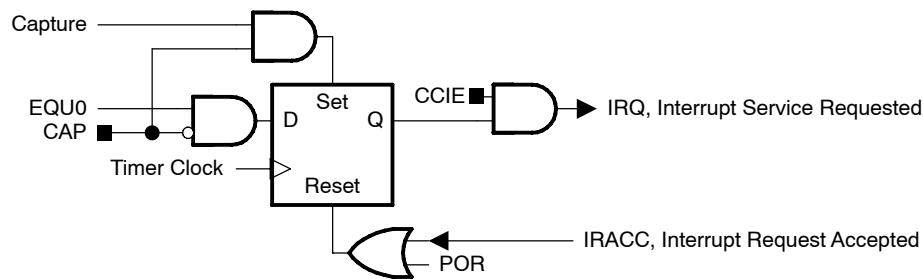 Capture
Set
CCIE
IRQ, Interrupt Service Requested
EQU0
D
Q
CAP
Timer Clock
Reset
IRACC, Interrupt Request Accepted
POR